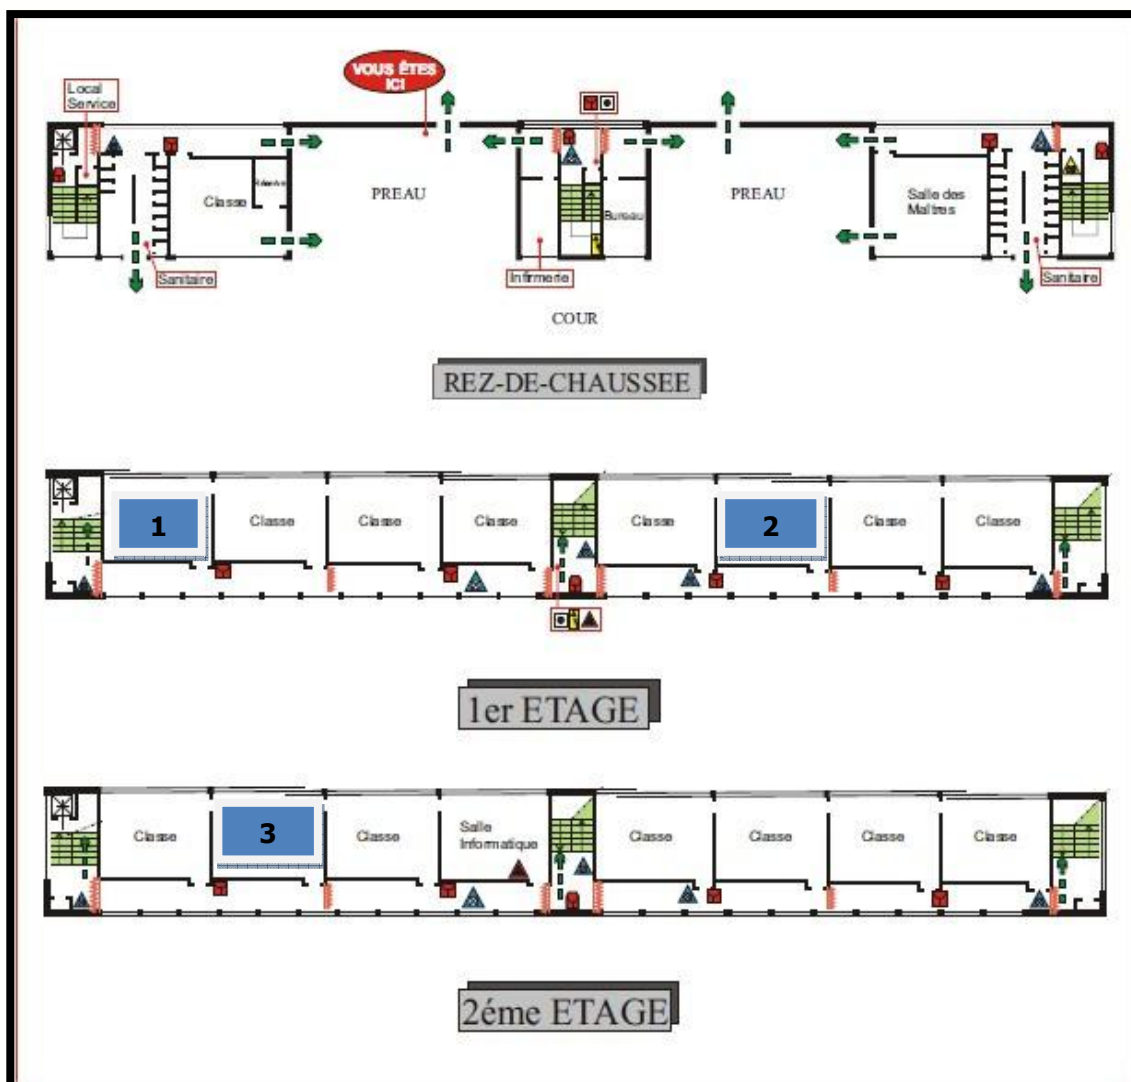 VOUS ÊTES
ICI
Local
Service
Classe
PREAU
Bureau
PREAU
Salle des
Maîtres
Sanitaire
Infirmerie
Sanitaire
COUR
REZ-DE-CHAUSSEE
1
Classe
Classe
Classe
Classe
2
Classe
Classe
1er ETAGE
Classe
3
Classe
Salle
Informatique
Classe
Classe
Classe
Classe
2éme ETAGE